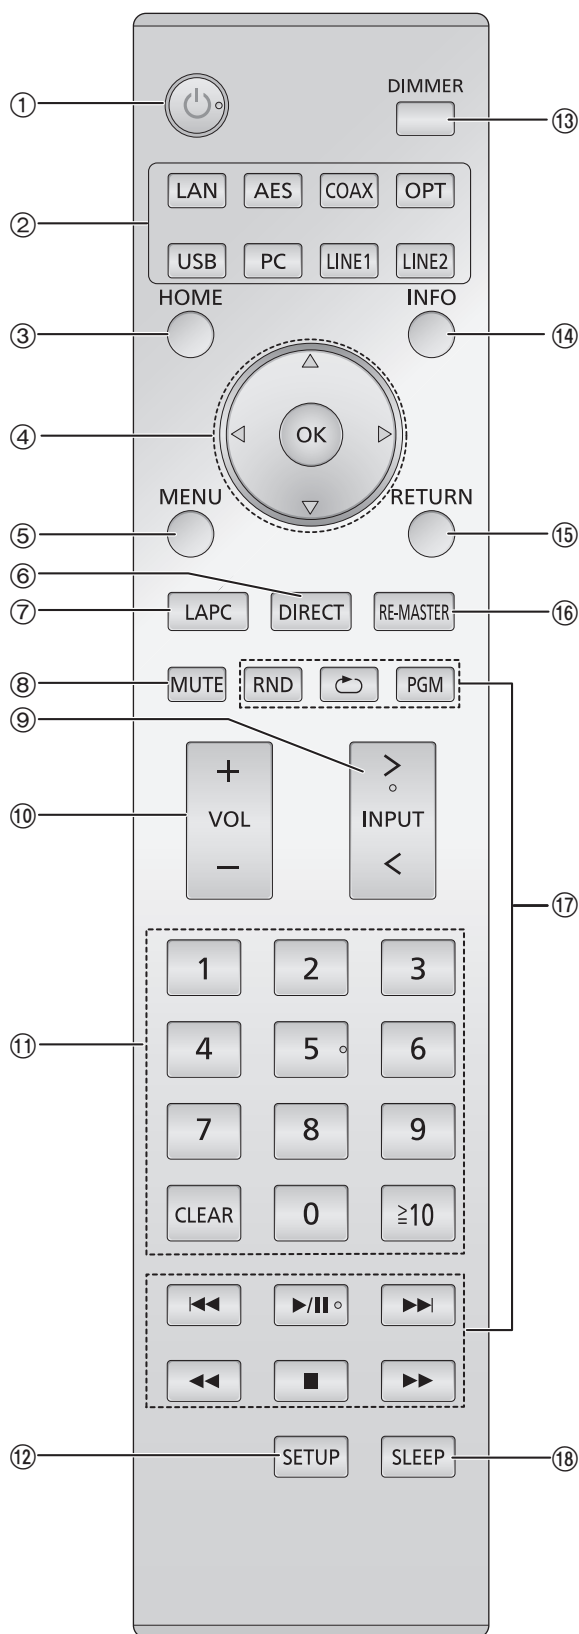 ① ⑬ DIMMER
② LAN AES COAX OPT
USB PC LINE1 LINE2
③ HOME INFO ⑭
④ OK
⑤ MENU RETURN ⑮
⑥
⑦ LAPC DIRECT RE-MASTER ⑯
⑧ MUTE RND PGM
⑨
⑩ + VOL − > INPUT <
⑰
⑪ 1 2 3
4 5 6
7 8 9
CLEAR 0 ≧10
⑫ SETUP SLEEP ⑱